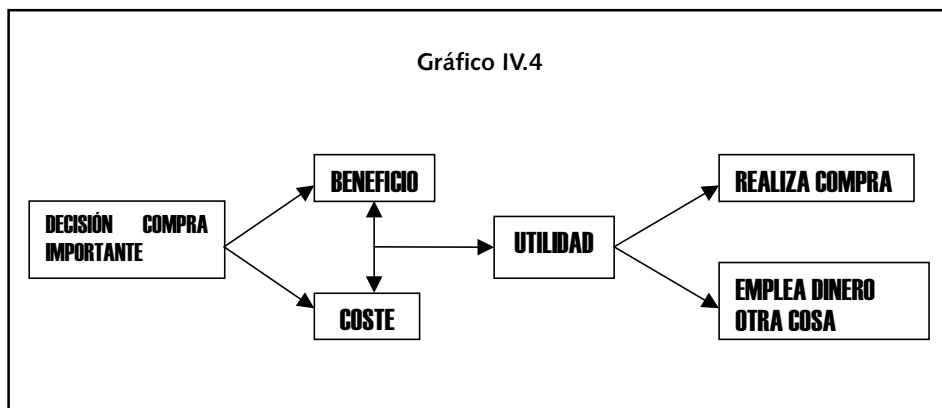 Gráfico IV.4
BENEFICIO
REALIZA COMPRA
DECISIÓN COMPRA
IMPORTANTE
UTILIDAD
COSTE
EMPLEA DINERO
OTRA COSA